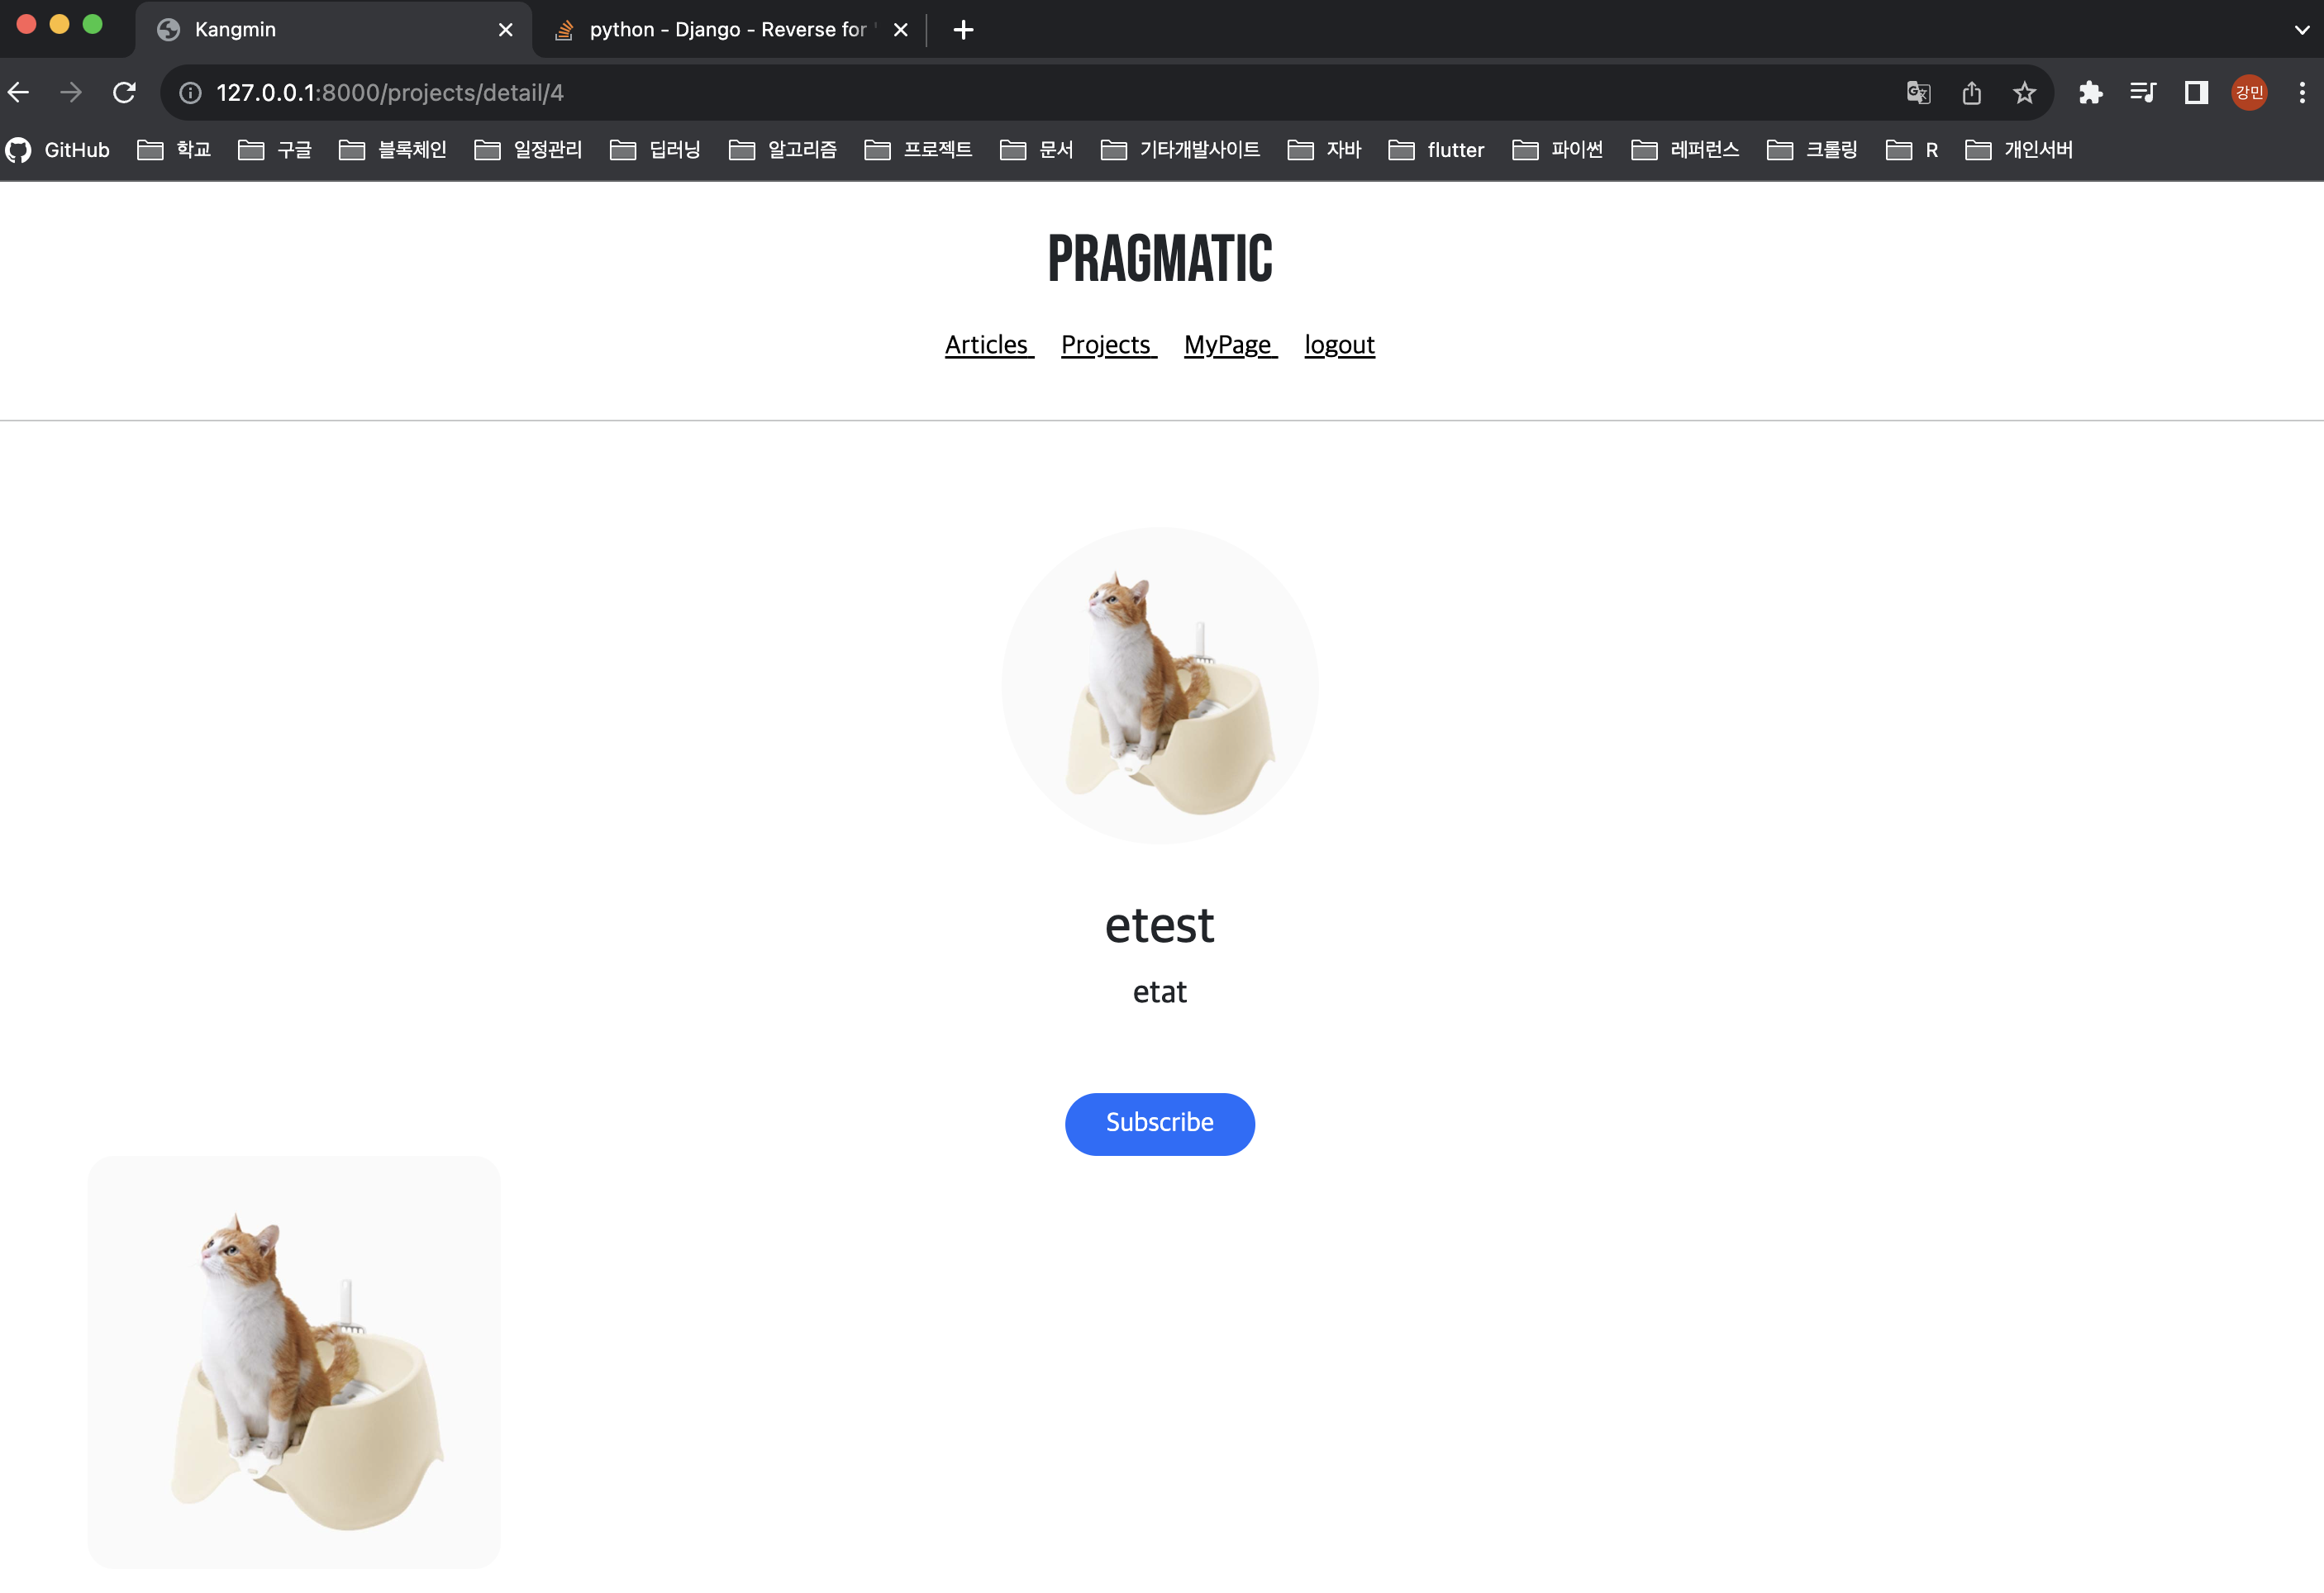 Kangmin
python - Django - Reverse for '
127.0.0.1:8000/projects/detail/4
강민
GitHub 학교 구글 블록체인 일정관리 딥러닝 알고리즘 프로젝트 문서 기타개발사이트 자바 flutter 파이썬 레퍼런스 크롤링 R 개인서버
PRAGMATIC
Articles Projects MyPage logout
etest
etat
Subscribe